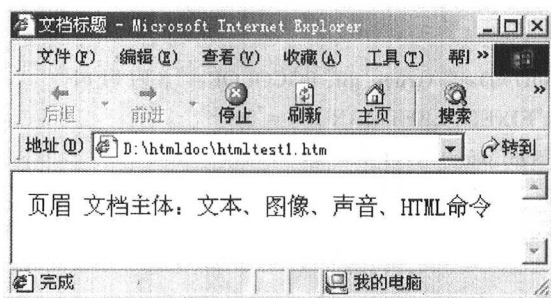 文档标题 - Microsoft Internet Explorer
文件(F) 编辑(E) 查看(V) 收藏(A) 工具(T) 帮 »
后退 前进 停止 刷新 主页 搜索 »
地址(D) D:\htmldoc\htmltest1.htm 转到
页眉 文档主体：文本、图像、声音、HTML命令
完成 我的电脑